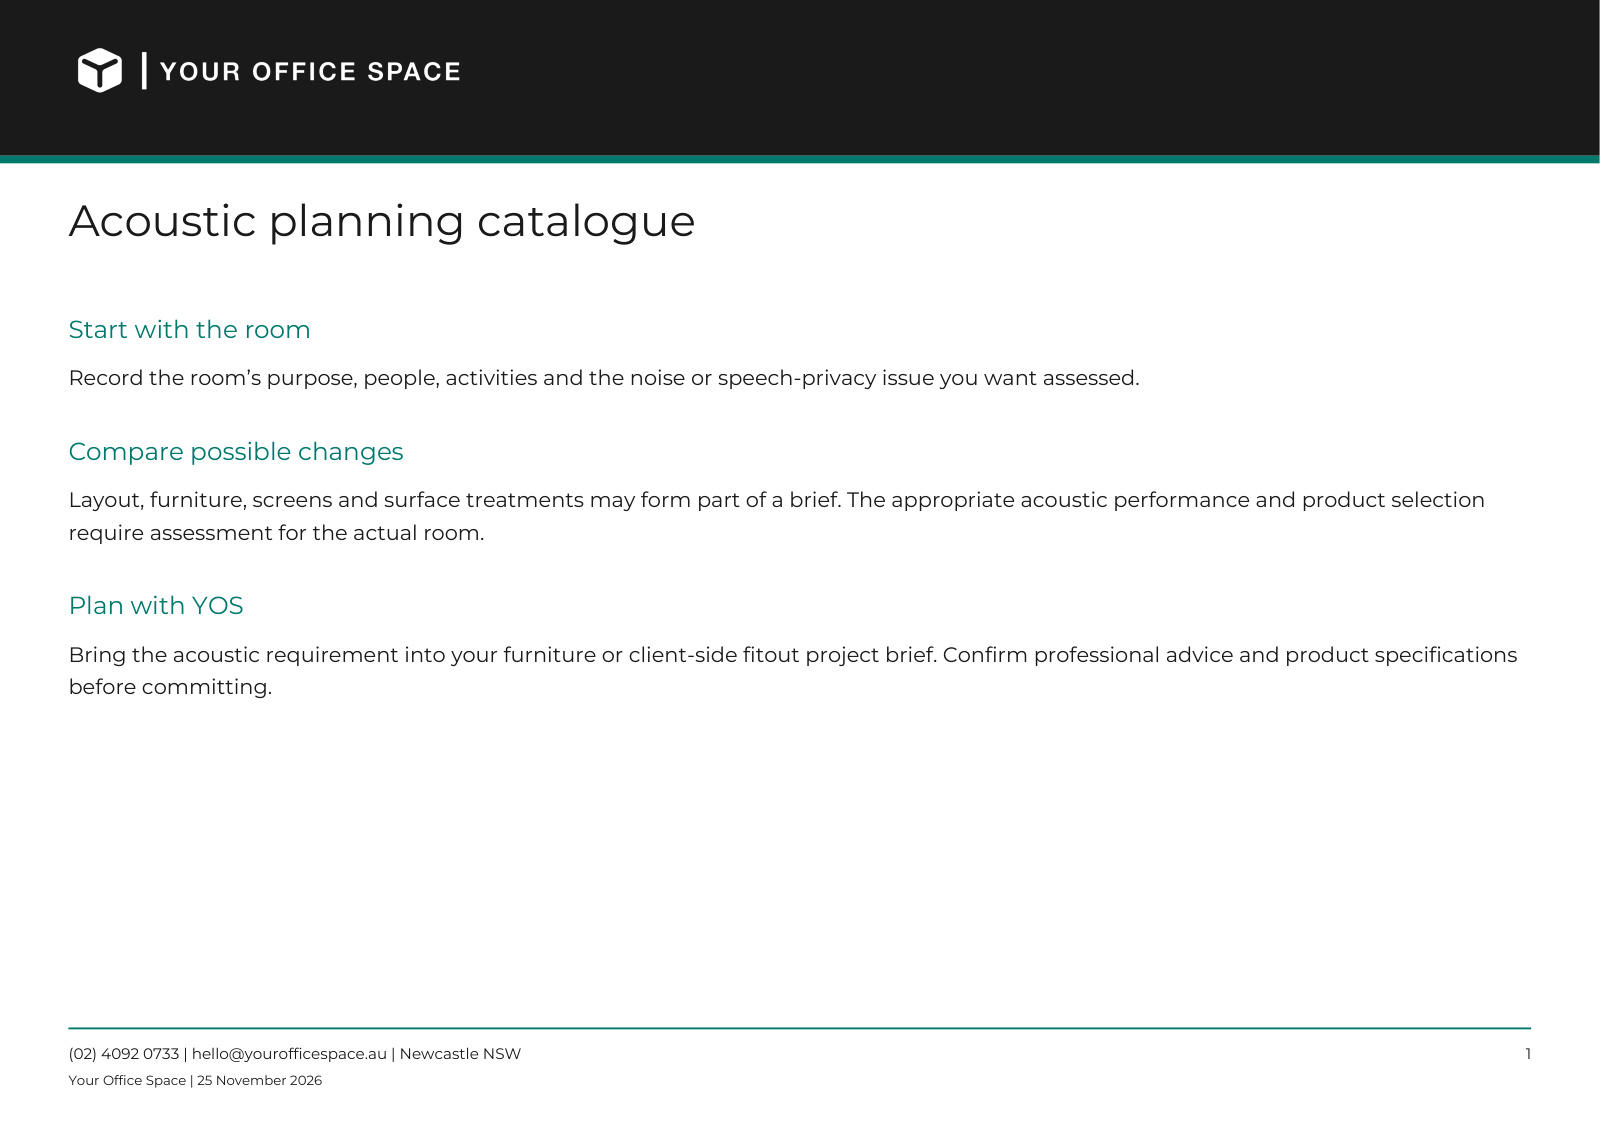 YOUR OFFICE SPACE
Acoustic planning catalogue
Start with the room
Record the room’s purpose, people, activities and the noise or speech-privacy issue you want assessed.
Compare possible changes
Layout, furniture, screens and surface treatments may form part of a brief. The appropriate acoustic performance and product selection
require assessment for the actual room.
Plan with YOS
Bring the acoustic requirement into your furniture or client-side fitout project brief. Confirm professional advice and product specifications
before committing.
(02) 4092 0733 | hello@yourofficespace.au | Newcastle NSW
1
Your Office Space | 25 November 2026